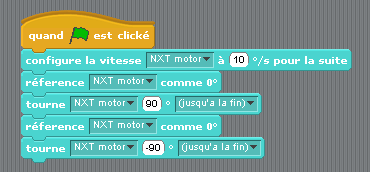 quand est clické
configure la vitesse NXT motor à 10 °/s pour la suite
réference NXT motor comme 0°
tourne NXT motor 90 ° (jusqu'a la fin)
réference NXT motor comme 0°
tourne NXT motor -90 ° (jusqu'a la fin)